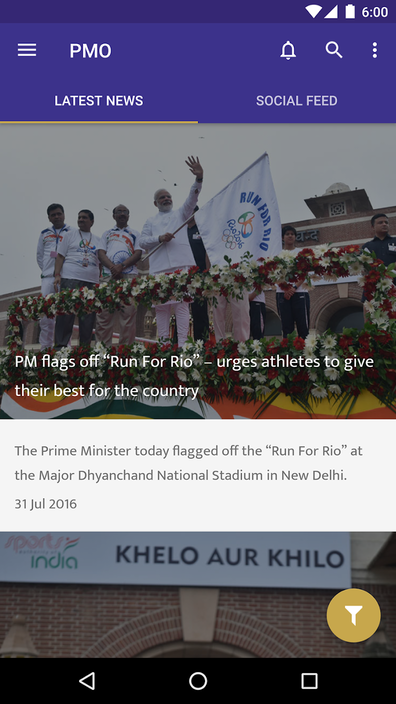 6:00
PMO
LATEST NEWS
SOCIAL FEED
RUN FOR RIO
PM flags off “Run For Rio” – urges athletes to give
their best for the country
The Prime Minister today flagged off the “Run For Rio” at
the Major Dhyanchand National Stadium in New Delhi.
31 Jul 2016
sports
india
KHELO AUR KHILO